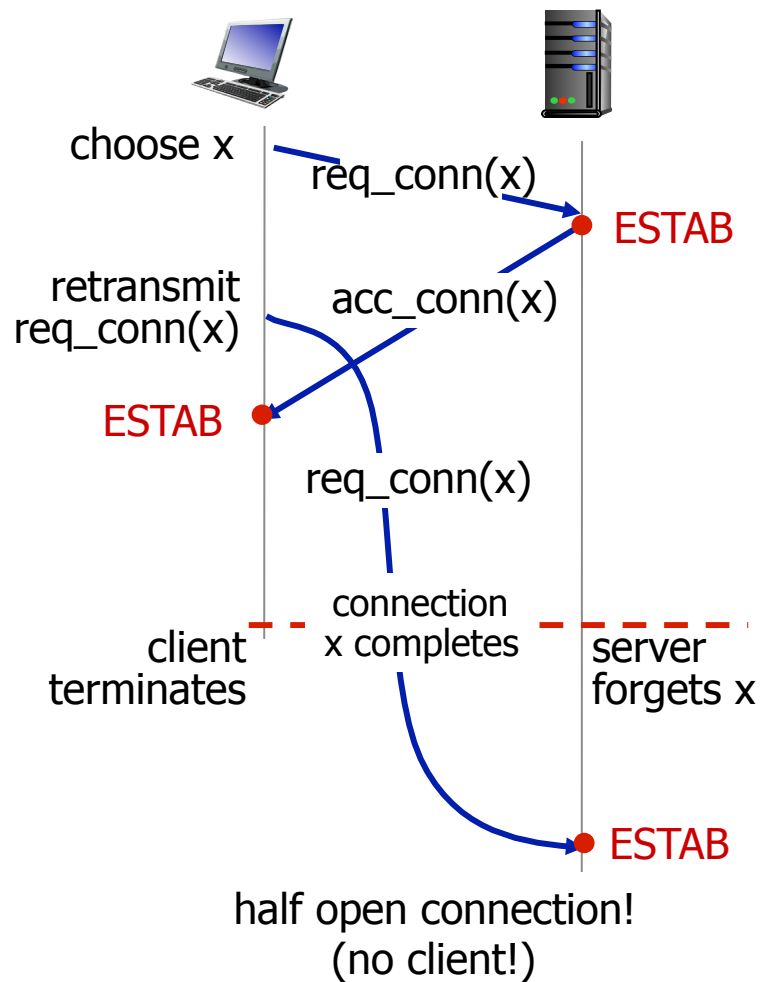 choose x
req_conn(x)
ESTAB
retransmit
req_conn(x)
acc_conn(x)
ESTAB
req_conn(x)
connection
x completes
client
terminates
server
forgets x
ESTAB
half open connection!
(no client!)